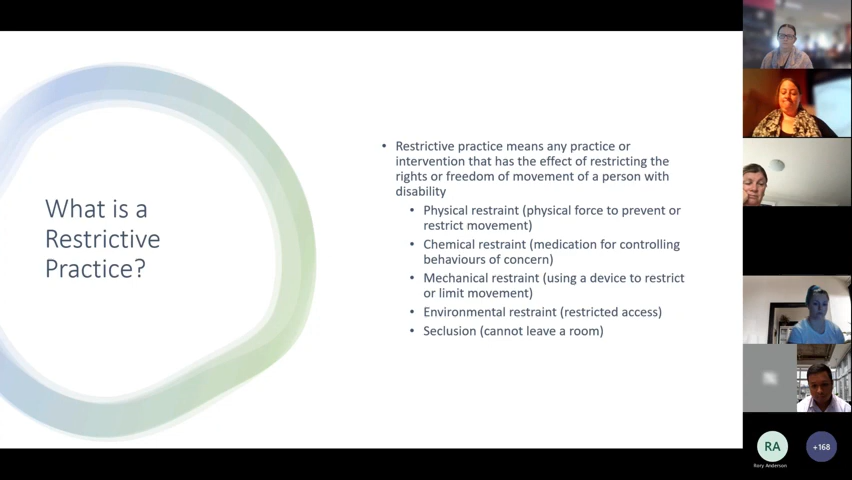 What is a
Restrictive
Practice?
• Restrictive practice means any practice or
intervention that has the effect of restricting the
rights or freedom of movement of a person with
disability
• Physical restraint (physical force to prevent or
restrict movement)
• Chemical restraint (medication for controlling
behaviours of concern)
• Mechanical restraint (using a device to restrict
or limit movement)
• Environmental restraint (restricted access)
• Seclusion (cannot leave a room)
RA
+168
Rory Anderson